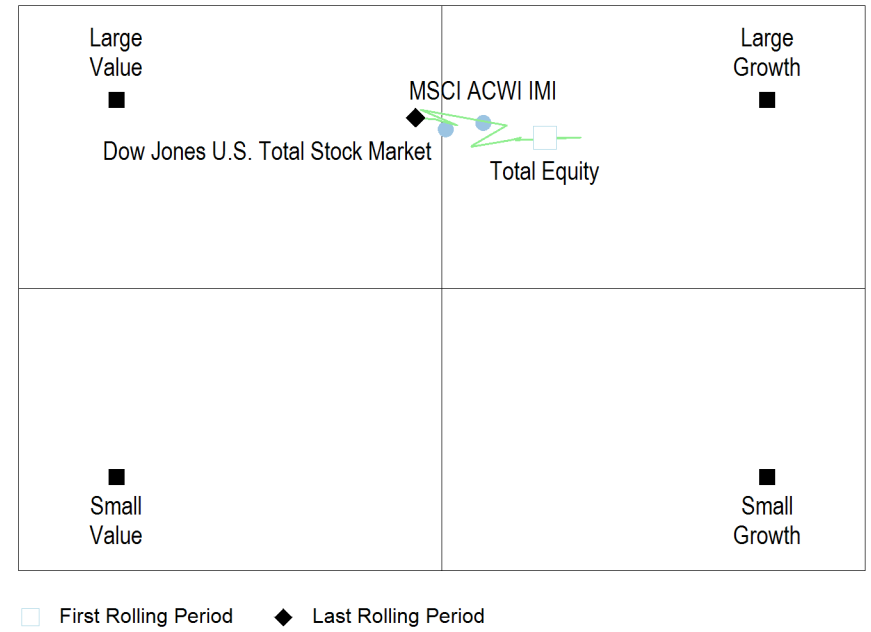 Large
Value
Large
Growth
MSCI ACWI IMI
Dow Jones U.S. Total Stock Market
Total Equity
Small
Value
Small
Growth
First Rolling Period
Last Rolling Period